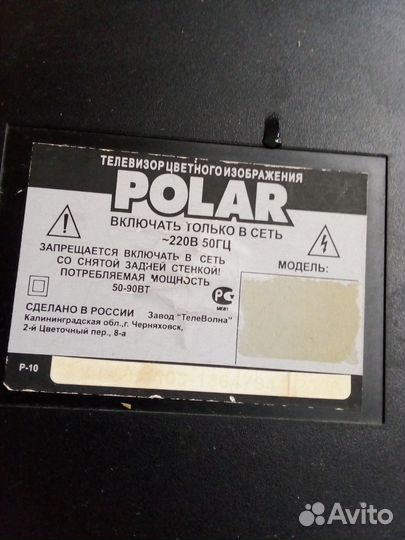 ТЕЛЕВИЗОР ЦВЕТНОГО ИЗОБРАЖЕНИЯ
POLAR
ВКЛЮЧАТЬ ТОЛЬКО В СЕТЬ
~220В 50ГЦ
ЗАПРЕЩАЕТСЯ ВКЛЮЧАТЬ В СЕТЬ
СО СНЯТОЙ ЗАДНЕЙ СТЕНКОЙ!
ПОТРЕБЛЯЕМАЯ МОЩНОСТЬ
50-90ВТ
МОДЕЛЬ:
СДЕЛАНО В РОССИИ Завод "ТелеВолна"
Калининградская обл.,г. Черняховск,
2-й Цветочный пер., 8-а
Р-10
Avito